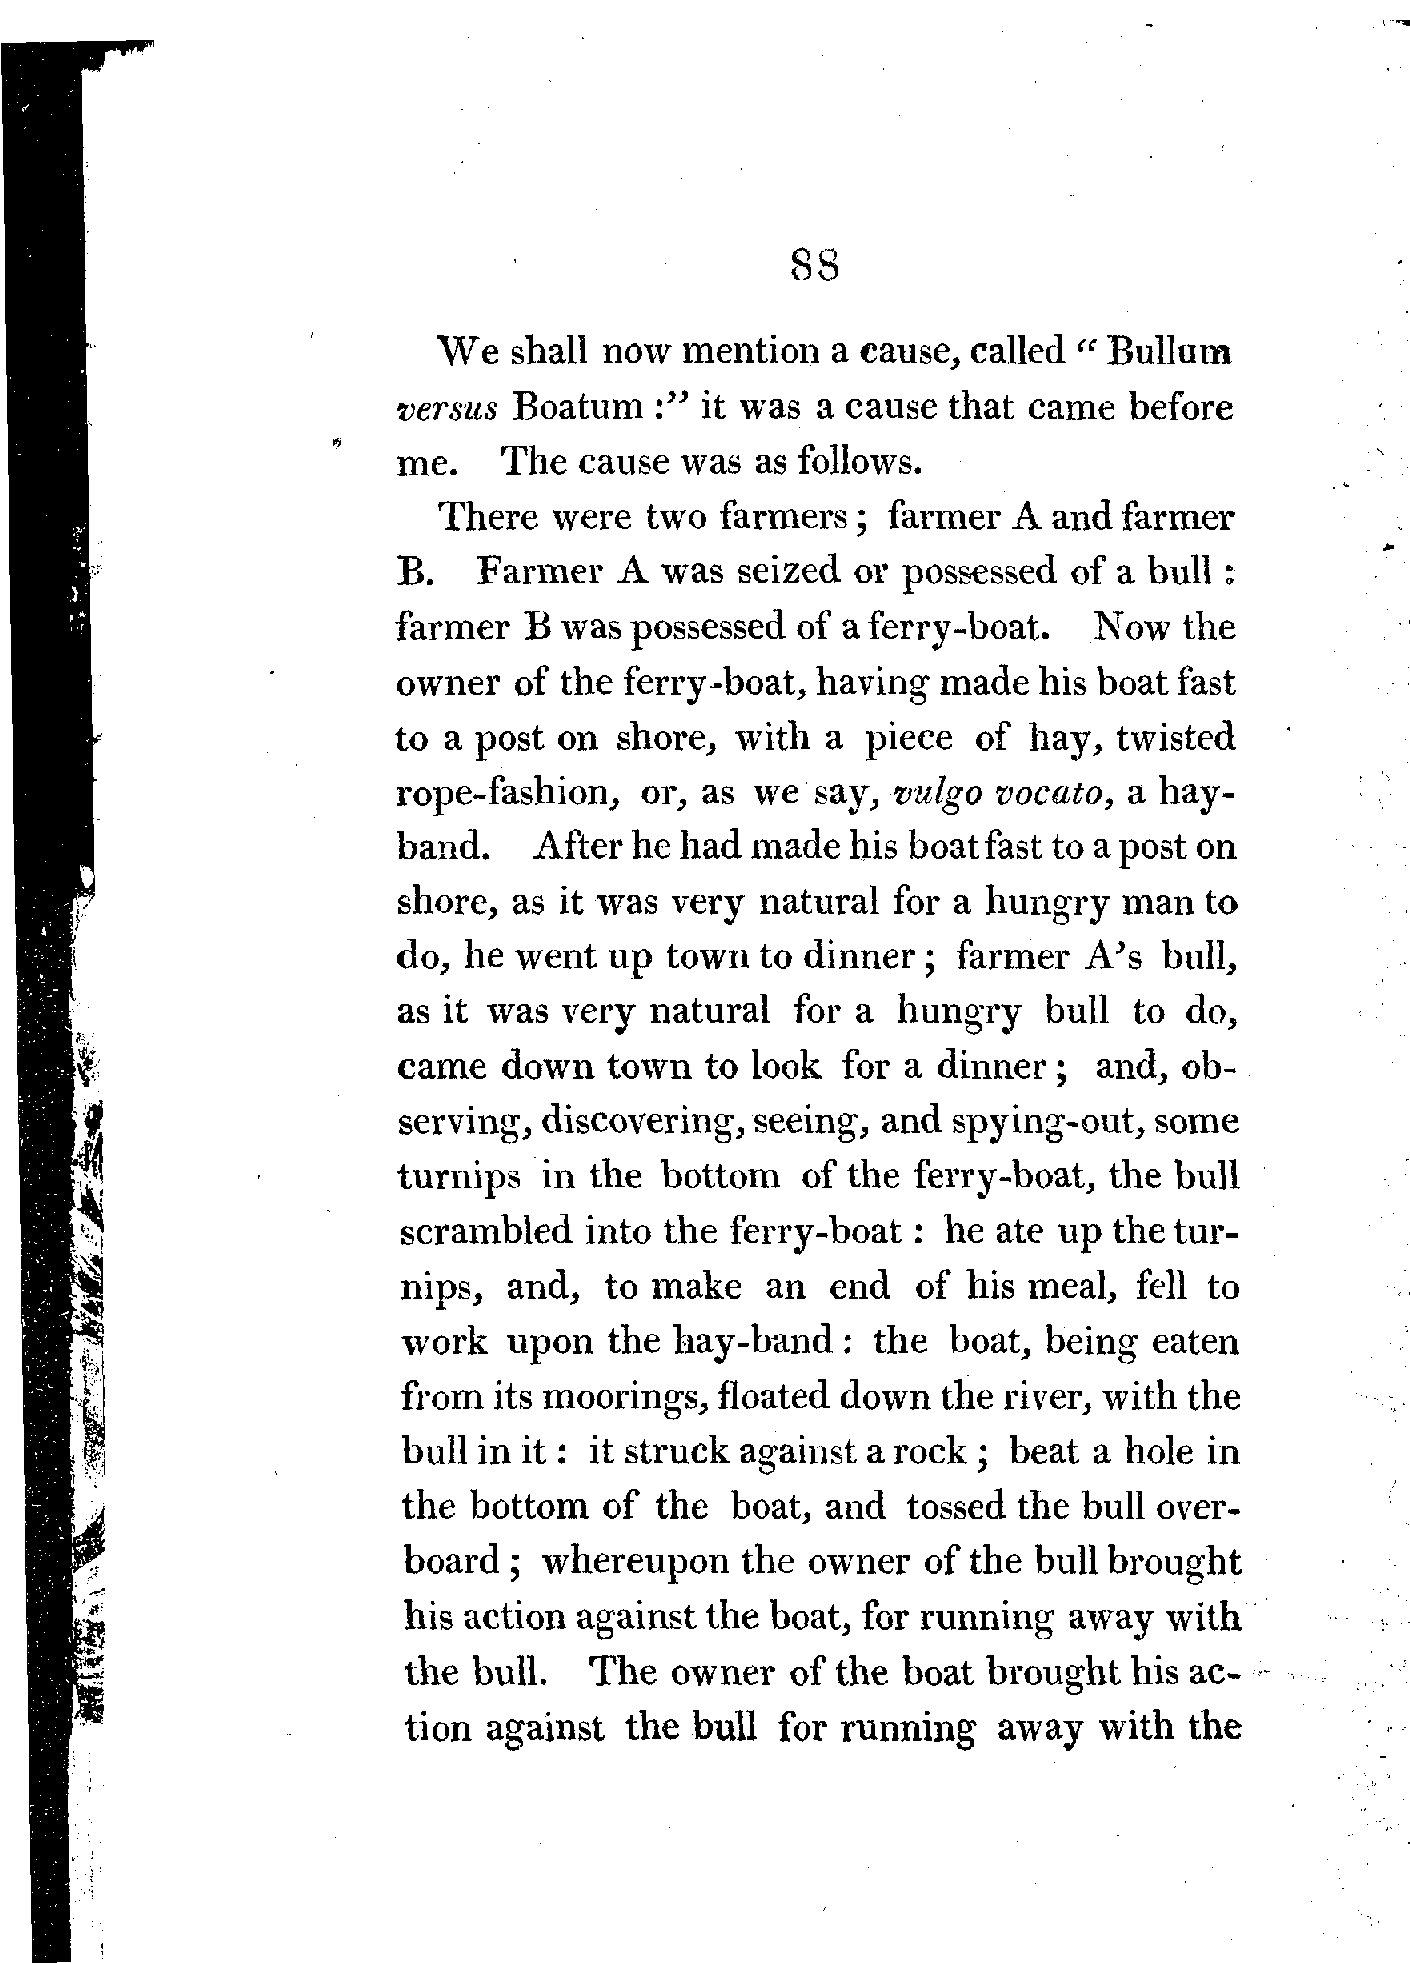 88
We shall now mention a cause, called “ Bullum
versus Boatum :” it was a cause that came before
me. The cause was as follows.
There were two farmers ; farmer A and farmer
B. Farmer A was seized or possessed of a bull :
farmer B was possessed of a ferry-boat. Now the
owner of the ferry-boat, having made his boat fast
to a post on shore, with a piece of hay, twisted
rope-fashion, or, as we say, vulgo vocato, a hay-
band. After he had made his boat fast to a post on
shore, as it was very natural for a hungry man to
do, he went up town to dinner ; farmer A’s bull,
as it was very natural for a hungry bull to do,
came down town to look for a dinner ; and, ob-
serving, discovering, seeing, and spying-out, some
turnips in the bottom of the ferry-boat, the bull
scrambled into the ferry-boat : he ate up the tur-
nips, and, to make an end of his meal, fell to
work upon the hay-band : the boat, being eaten
from its moorings, floated down the river, with the
bull in it : it struck against a rock ; beat a hole in
the bottom of the boat, and tossed the bull over-
board ; whereupon the owner of the bull brought
his action against the boat, for running away with
the bull. The owner of the boat brought his ac-
tion against the bull for running away with the